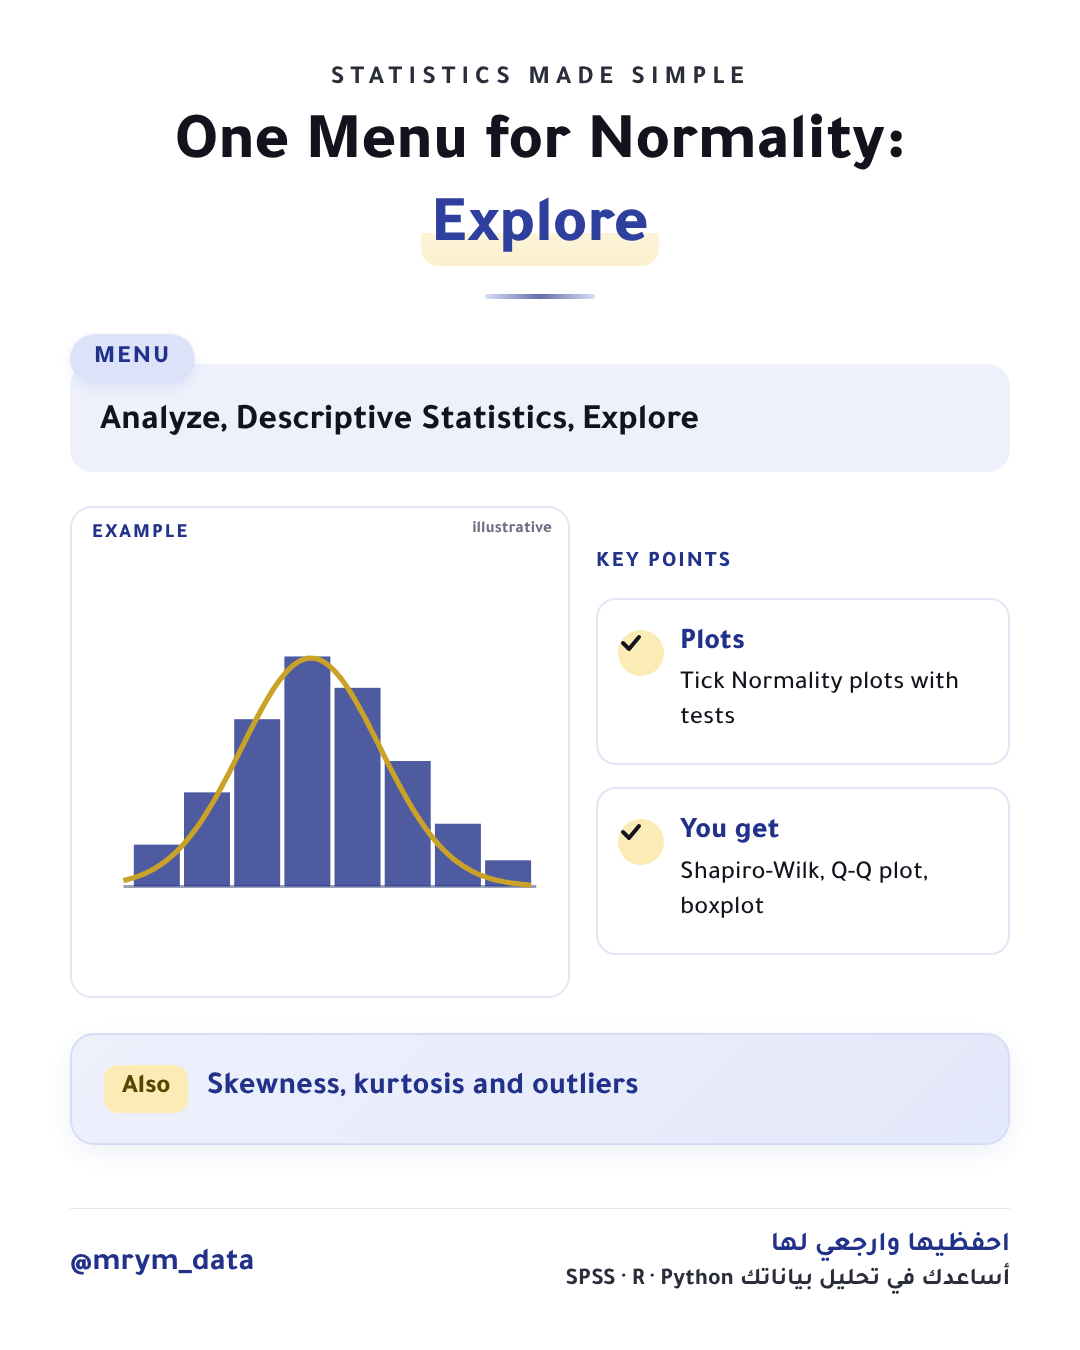 STATISTICS MADE SIMPLE
One Menu for Normality:
Explore
MENU
Analyze, Descriptive Statistics, Explore
EXAMPLE
illustrative
KEY POINTS
Plots
Tick Normality plots with
tests
You get
Shapiro-Wilk, Q-Q plot,
boxplot
Also
Skewness, kurtosis and outliers
@mrym_data
احفظيها وارجعي لها
أساعدك في تحليل بياناتك SPSS · R · Python